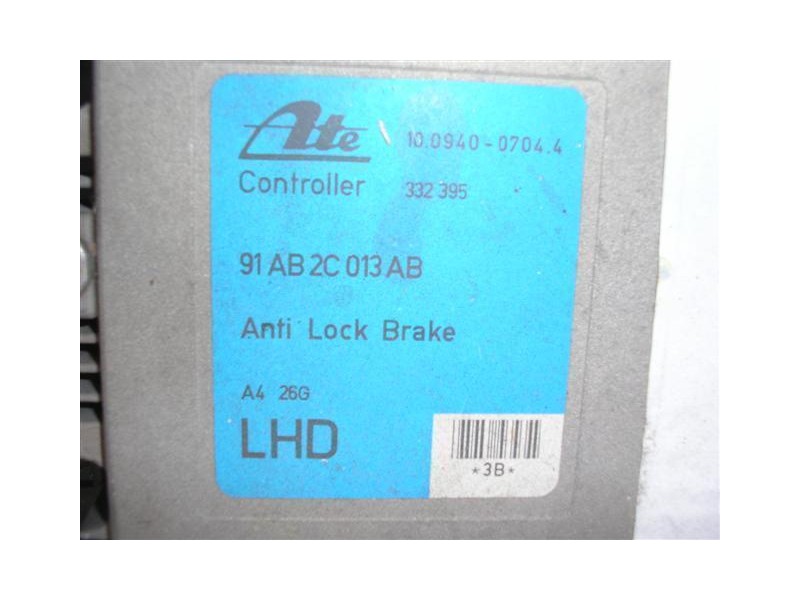 Ate 10.0940-0704.4
Controller 332 395
91 AB 2C 013 AB
Anti Lock Brake
A4 26G
LHD
*3B*